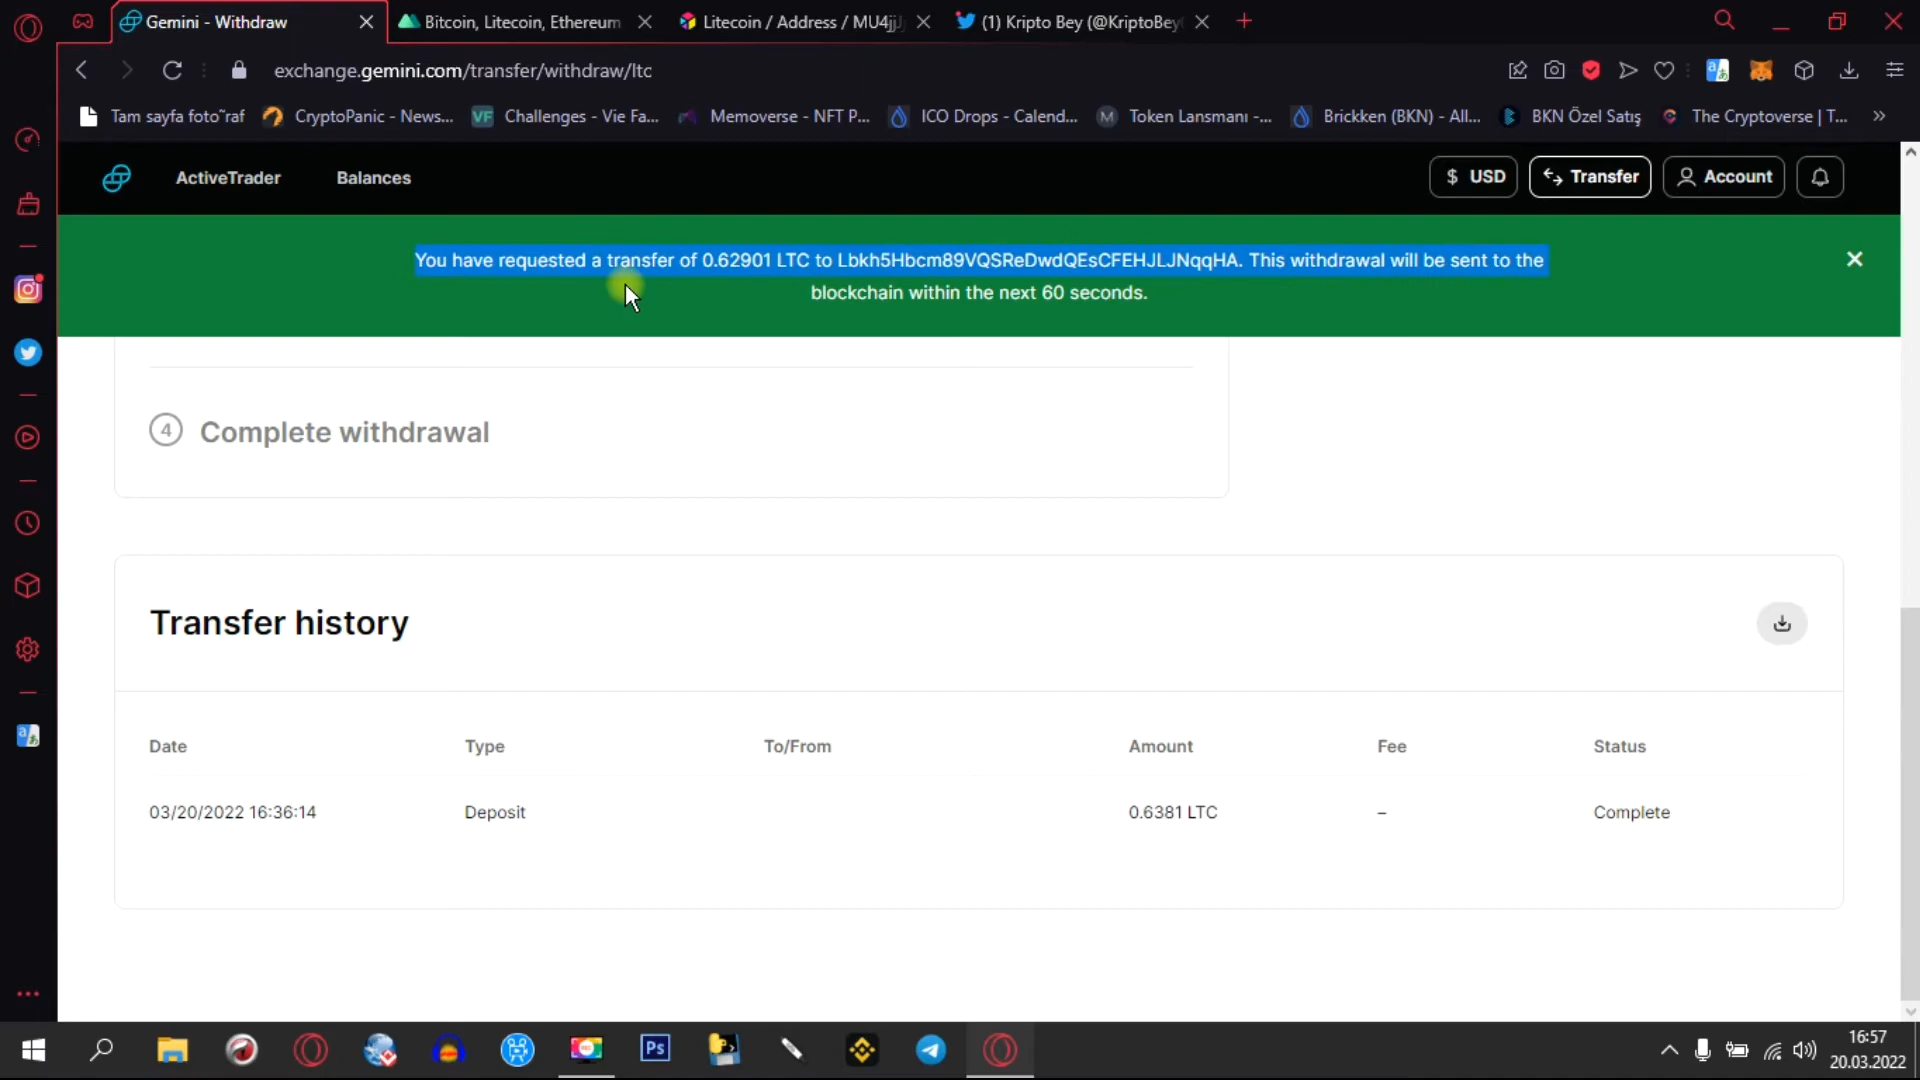 Gemini - Withdraw
Bitcoin, Litecoin, Ethereum
Litecoin / Address / MU4jjJ
(1) Kripto Bey (@KriptoBey
exchange.gemini.com/transfer/withdraw/ltc
Tam sayfa foto˜raf
CryptoPanic - News...
VF
Challenges - Vie Fa...
Memoverse - NFT P...
ICO Drops - Calend...
M
Token Lansmanı -...
Brickken (BKN) - All...
BKN Özel Satış
The Cryptoverse | T...
ActiveTrader
Balances
$ USD
Transfer
Account
You have requested a transfer of 0.62901 LTC to Lbkh5Hbcm89VQSReDwdQEsCFEHJLJNqqHA. This withdrawal will be sent to the
blockchain within the next 60 seconds.
4 Complete withdrawal
Transfer history
Date Type To/From Amount Fee Status
03/20/2022 16:36:14 Deposit 0.6381 LTC – Complete
Ps
16:57
20.03.2022